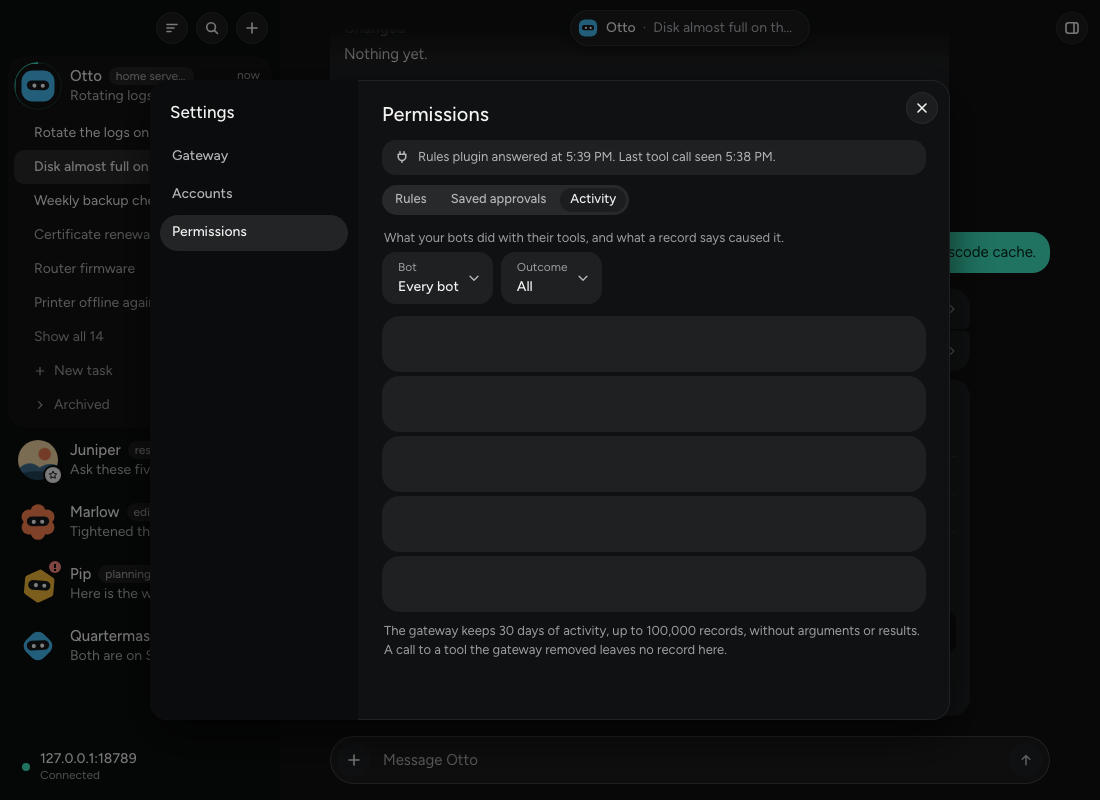 Otto · Disk almost full on th...
Nothing yet.
Otto home serve... now
Rotating logs
Rotate the logs on
Disk almost full on
Weekly backup che
Certificate renewa
Router firmware
Printer offline again
Show all 14
New task
Archived
Juniper res
Ask these fiv
Marlow edi
Tightened th
Pip planning
Here is the w
Quartermas
Both are on S
127.0.0.1:18789
Connected
Settings
Gateway
Accounts
Permissions
Permissions
Rules plugin answered at 5:39 PM. Last tool call seen 5:38 PM.
Rules Saved approvals Activity
What your bots did with their tools, and what a record says caused it.
Bot
Every bot
Outcome
All
The gateway keeps 30 days of activity, up to 100,000 records, without arguments or results.
A call to a tool the gateway removed leaves no record here.
scode cache.
Message Otto